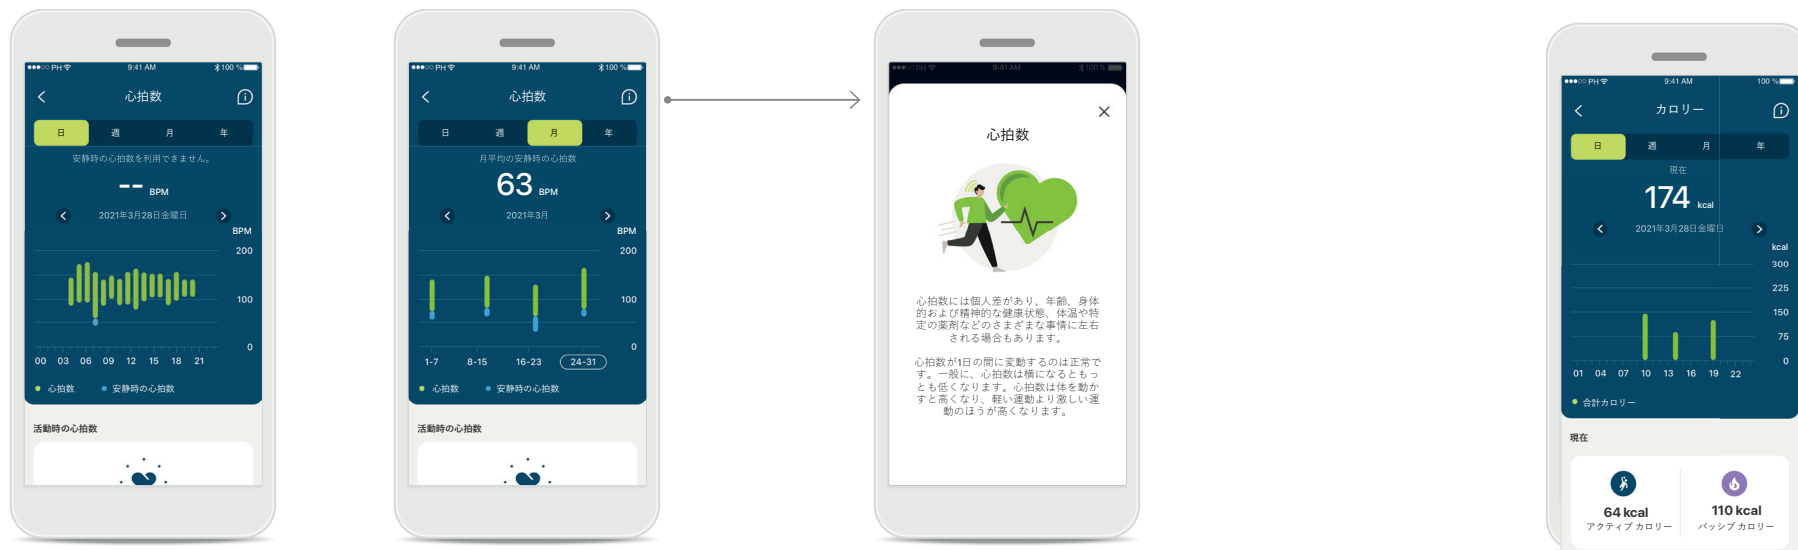 PH 9:41 AM 100 %
心拍数
日 週 月 年
安静時の心拍数を利用できません。
-- BPM
2021年3月28日金曜日
BPM
200
100
0
00 03 06 09 12 15 18 21
心拍数 安静時の心拍数
活動時の心拍数
PH 9:41 AM 100 %
心拍数
日 週 月 年
月平均の安静時の心拍数
63 BPM
2021年3月
BPM
200
100
0
1-7 8-15 16-23 24-31
心拍数 安静時の心拍数
活動時の心拍数
PH 9:41 AM 100 %
心拍数
心拍数には個人差があり、年齢、身体
的および精神的な健康状態、体温や特
定の薬剤などのさまざまな事情に左右
される場合もあります。
心拍数が1日の間に変動するのは正常で
す。一般に、心拍数は横になるともっ
とも低くなります。心拍数は体を動か
すと高くなり、軽い運動より激しい運
動のほうが高くなります。
PH 9:41 AM 100 %
カロリー
日 週 月 年
現在
174 kcal
2021年3月28日金曜日
kcal
300
225
150
75
0
01 04 07 10 13 16 19 22
合計カロリー
現在
64 kcal
アクティブ カロリー
110 kcal
パッシブ カロリー